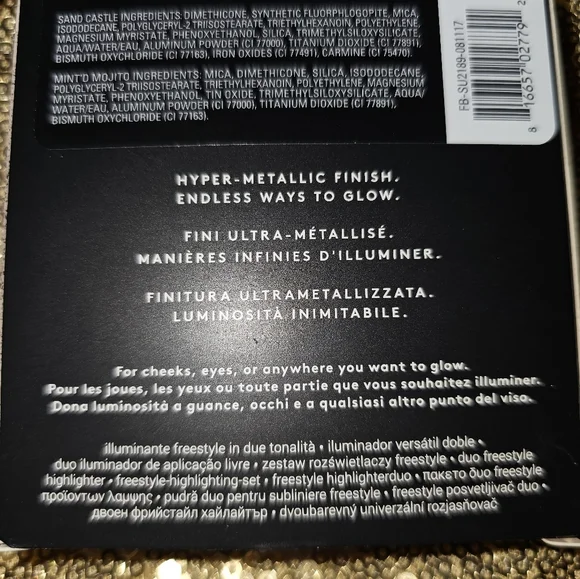 SAND CASTLE INGREDIENTS: DIMETHICONE, SYNTHETIC FLUORPHLOGOPITE, MICA,
ISODODECANE, POLYGLYCERYL-2 TRIISOSTEARATE, TRIETHYLHEXANOIN, POLYETHYLENE,
MAGNESIUM MYRISTATE, PHENOXYETHANOL, SILICA, TRIMETHYLSILOXYSILICATE,
AQUA/WATER/EAU, ALUMINUM POWDER (CI 77000), TITANIUM DIOXIDE (CI 77891),
BISMUTH OXYCHLORIDE (CI 77163), IRON OXIDES (CI 77491), CARMINE (CI 75470).
MINT'D MOJITO INGREDIENTS: MICA, DIMETHICONE, SILICA, ISODODECANE,
POLYGLYCERYL-2 TRIISOSTEARATE, TRIETHYLHEXANOIN, POLYETHYLENE, MAGNESIUM
MYRISTATE, PHENOXYETHANOL, TIN OXIDE, TRIMETHYLSILOXYSILICATE, AQUA/
WATER/EAU, ALUMINUM POWDER (CI 77000), TITANIUM DIOXIDE (CI 77891),
BISMUTH OXYCHLORIDE (CI 77163).
FB-SU2189-081117
8 16657 02779 2
HYPER-METALLIC FINISH.
ENDLESS WAYS TO GLOW.
FINI ULTRA-MÉTALLISÉ.
MANIÈRES INFINIES D'ILLUMINER.
FINITURA ULTRAMETALLIZZATA.
LUMINOSITÀ INIMITABILE.
For cheeks, eyes, or anywhere you want to glow.
Pour les joues, les yeux ou toute partie que vous souhaitez illuminer.
Dona luminosità a guance, occhi e a qualsiasi altro punto del viso.
illuminante freestyle in due tonalità • iluminador versátil doble •
duo iluminador de aplicação livre • zestaw rozświetlaczy freestyle • duo freestyle
highlighter • freestyle-highlighting-set • freestyle highlighterduo • πακέτο δύο freestyle
προϊόντων λάμψης • pudră duo pentru subliniere freestyle • freestyle posvetljivač duo •
двоен фрийстайл хайлайтър • dvoubarevný univerzální rozjasňovač